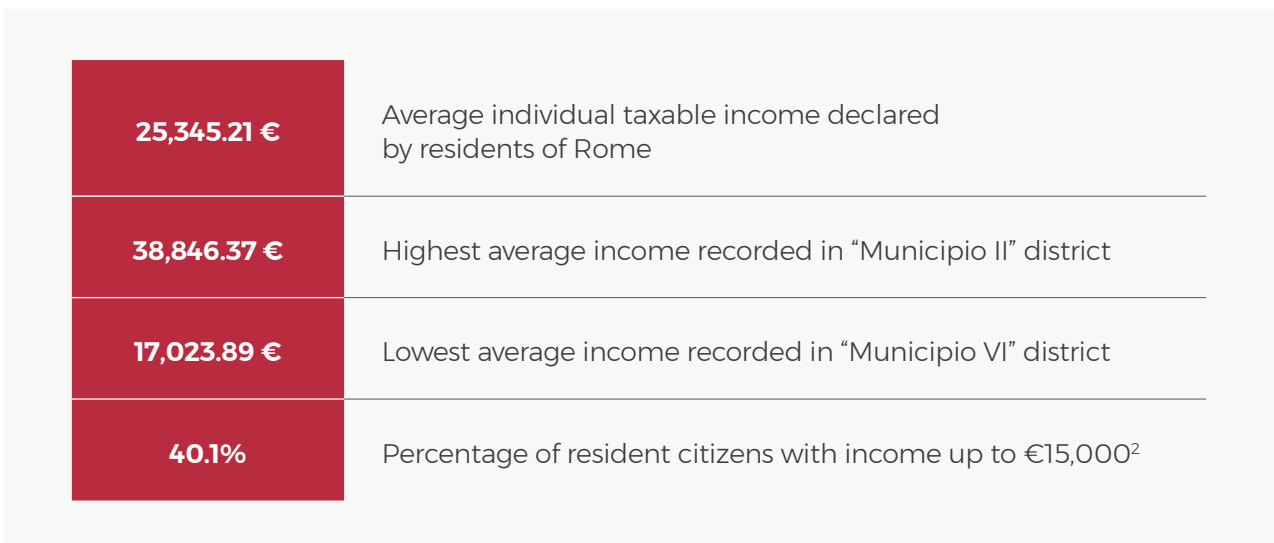 25,345.21 €
Average individual taxable income declared
by residents of Rome
38,846.37 €
Highest average income recorded in “Municipio II” district
17,023.89 €
Lowest average income recorded in “Municipio VI” district
40.1%
Percentage of resident citizens with income up to €15,000²